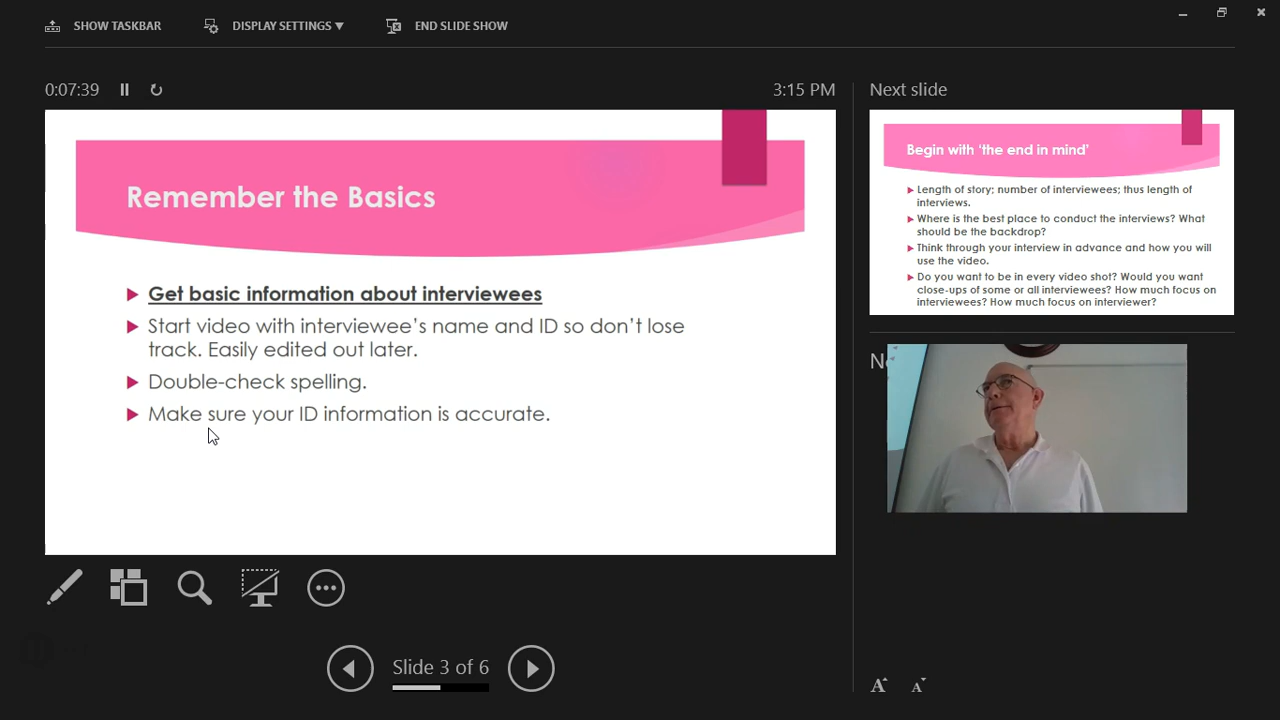 SHOW TASKBAR
DISPLAY SETTINGS ▼
END SLIDE SHOW
0:07:39
3:15 PM
Remember the Basics
Get basic information about interviewees
Start video with interviewee's name and ID so don't lose
track. Easily edited out later.
Double-check spelling.
Make sure your ID information is accurate.
Slide 3 of 6
Next slide
Begin with ‘the end in mind’
Length of story; number of interviewees; thus length of
interviews.
Where is the best place to conduct the interviews? What
should be the backdrop?
Think through your interview in advance and how you will
use the video.
Do you want to be in every video shot? Would you want
close-ups of some or all interviewees? How much focus on
interviewees? How much focus on interviewer?
A A